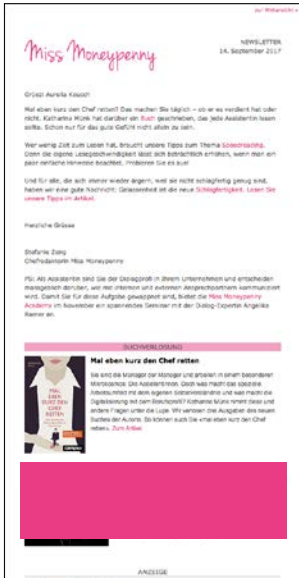 zur Webansicht »
Miss Moneypenny
NEWSLETTER
14. September 2017
Grüezi Aurelia Kausch
Mal eben kurz den Chef retten? Das machen Sie täglich – ob er es verdient hat oder
nicht. Katharina Münk hat darüber ein Buch geschrieben, das jede Assistentin lesen
sollte. Schon nur für das gute Gefühl nicht allein zu sein.
Wer wenig Zeit zum Lesen hat, braucht unsere Tipps zum Thema Speedreading.
Denn die eigene Lesegeschwindigkeit lässt sich beträchtlich erhöhen, wenn man ein
paar einfache Hinweise beachtet. Probieren Sie es aus!
Und für alle, die sich immer wieder ärgern, weil sie nicht schlagfertig genug sind,
haben wir eine gute Nachricht: Gelassenheit ist die neue Schlagfertigkeit. Lesen Sie
unsere Tipps im Artikel.
Herzliche Grüsse
Stefanie Zeng
Chefredaktorin Miss Moneypenny
PS: Als Assistentin sind Sie der Dialogprofi in Ihrem Unternehmen und entscheiden
massgeblich darüber, wie mit internen und externen Ansprechpartnern kommuniziert
wird. Damit Sie für diese Aufgabe gewappnet sind, bietet die Miss Moneypenny
Academy im November ein spannendes Seminar mit der Dialog-Expertin Angelika
Ramer an.
BUCHVERLOSUNG
Mal eben kurz den Chef retten
Sie sind die Manager der Manager und arbeiten in einem besonderen
Mikrokosmos: Die Assistentinnen. Doch was macht das spezielle
Arbeitsumfeld mit dem eigenen Selbstverständnis und was macht die
Digitalisierung mit dem Berufsprofil? Katharina Münk nimmt diese und
andere Fragen unter die Lupe. Wir verlosen drei Ausgaben des neuen
Buches der Autorin. So können auch Sie «mal eben kurz den Chef
retten». Zum Artikel
MAL
EBEN
KURZ DEN
CHEF
RETTEN
campus
ANZEIGE